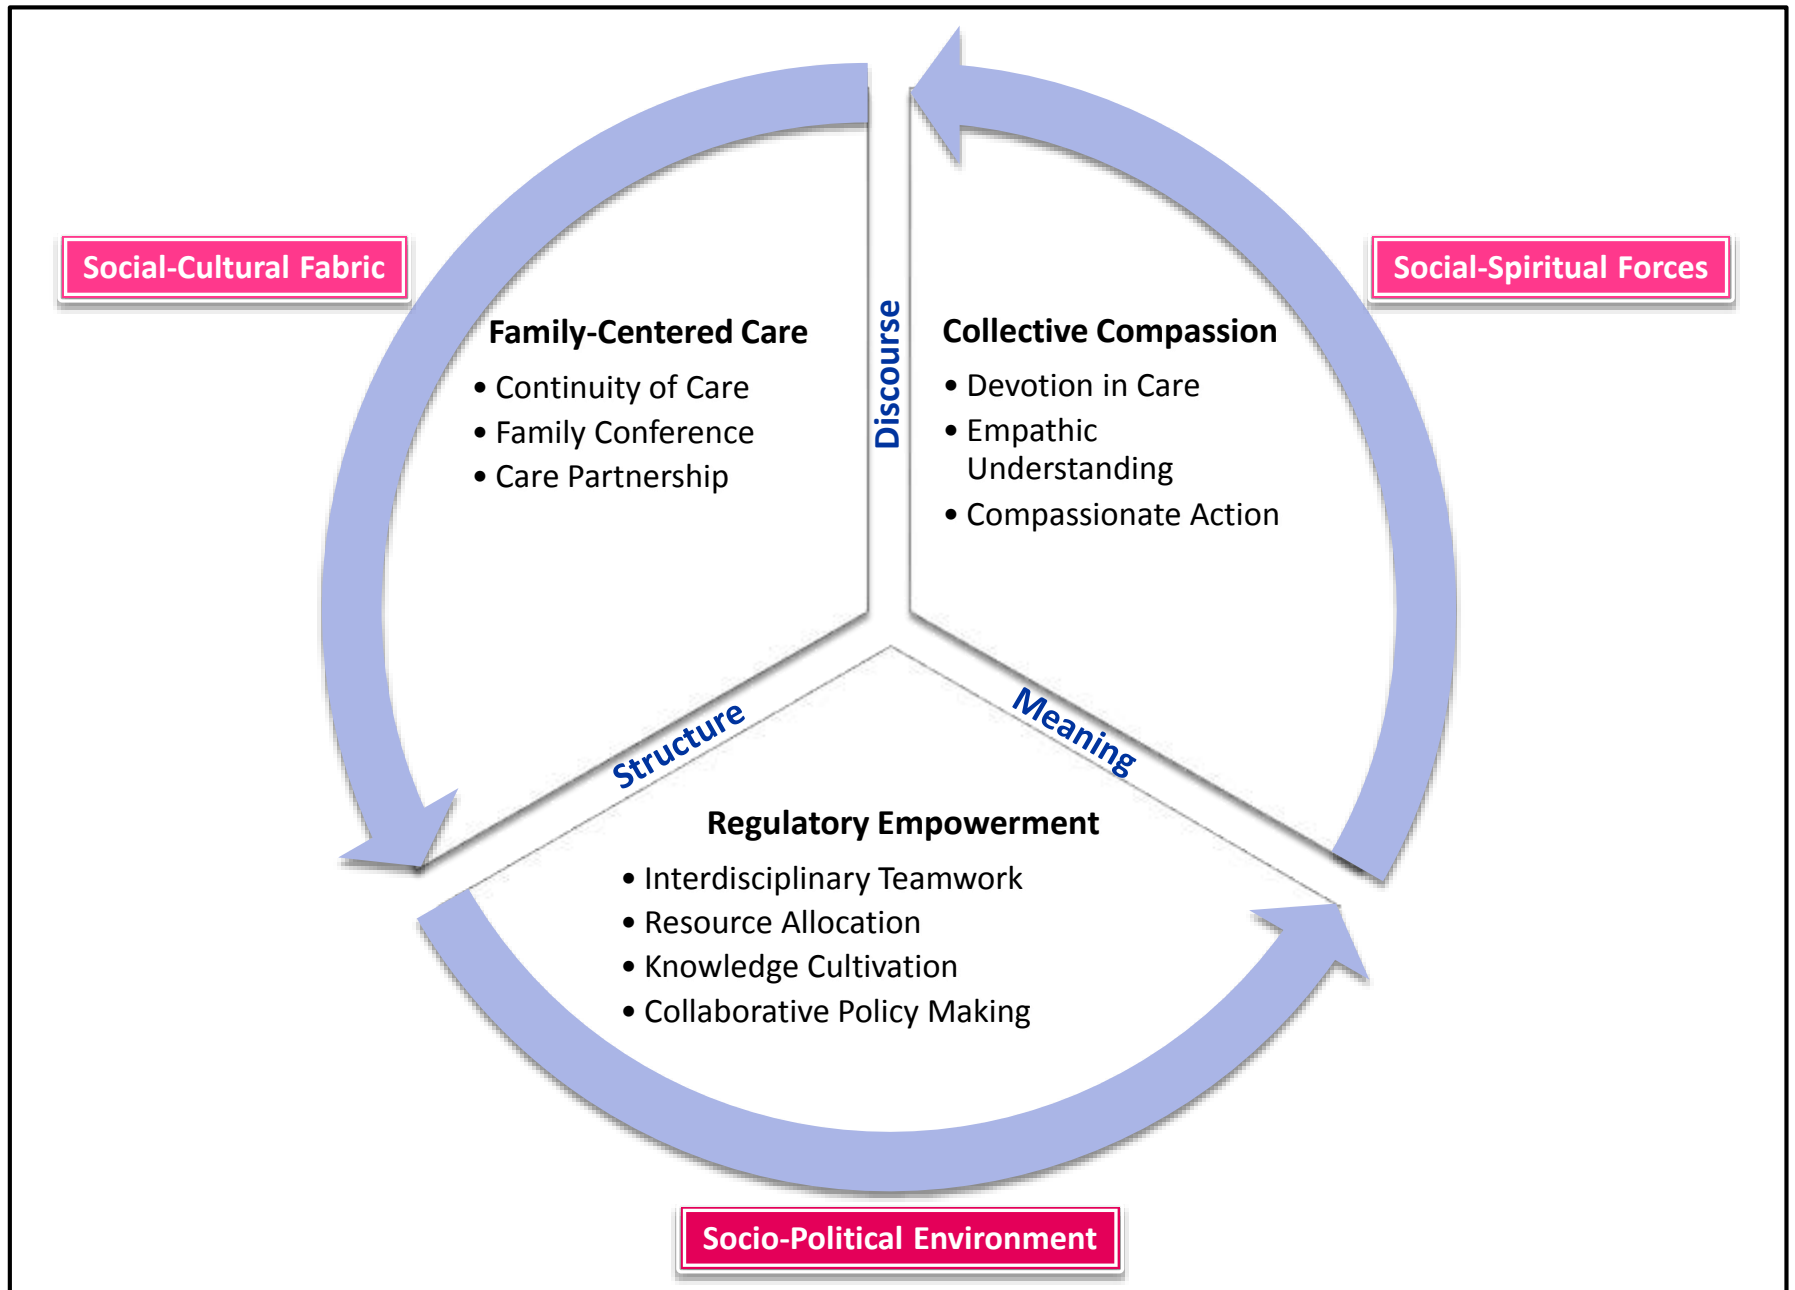 Social-Cultural Fabric
Social-Spiritual Forces
Family-Centered Care
• Continuity of Care
• Family Conference
• Care Partnership
Discourse
Collective Compassion
• Devotion in Care
• Empathic
Understanding
• Compassionate Action
Structure
Meaning
Regulatory Empowerment
• Interdisciplinary Teamwork
• Resource Allocation
• Knowledge Cultivation
• Collaborative Policy Making
Socio-Political Environment